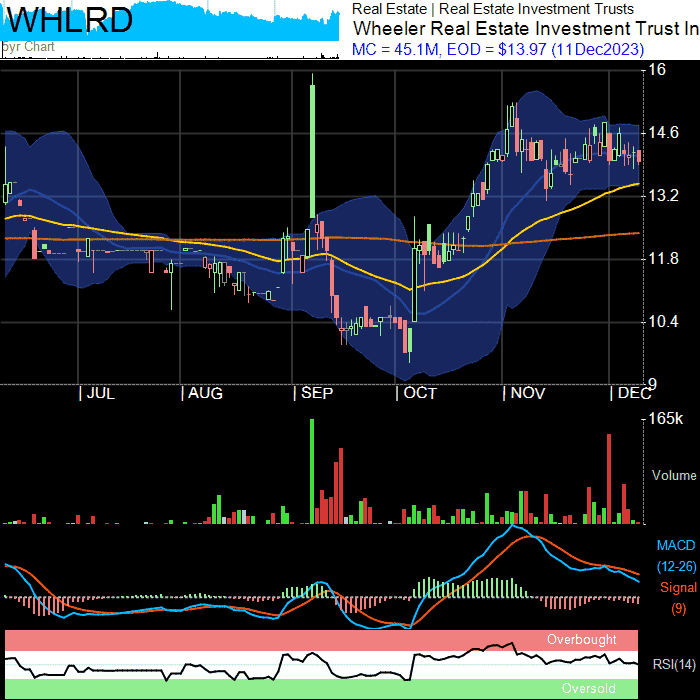 WHLRD
byr Chart
Real Estate | Real Estate Investment Trusts
Wheeler Real Estate Investment Trust In
MC = 45.1M, EOD = $13.97 (11Dec2023)
16
14.6
13.2
11.8
10.4
9
JUL AUG SEP OCT NOV DEC
165k
Volume
MACD
(12-26)
Signal
(9)
Overbought
RSI(14)
Oversold